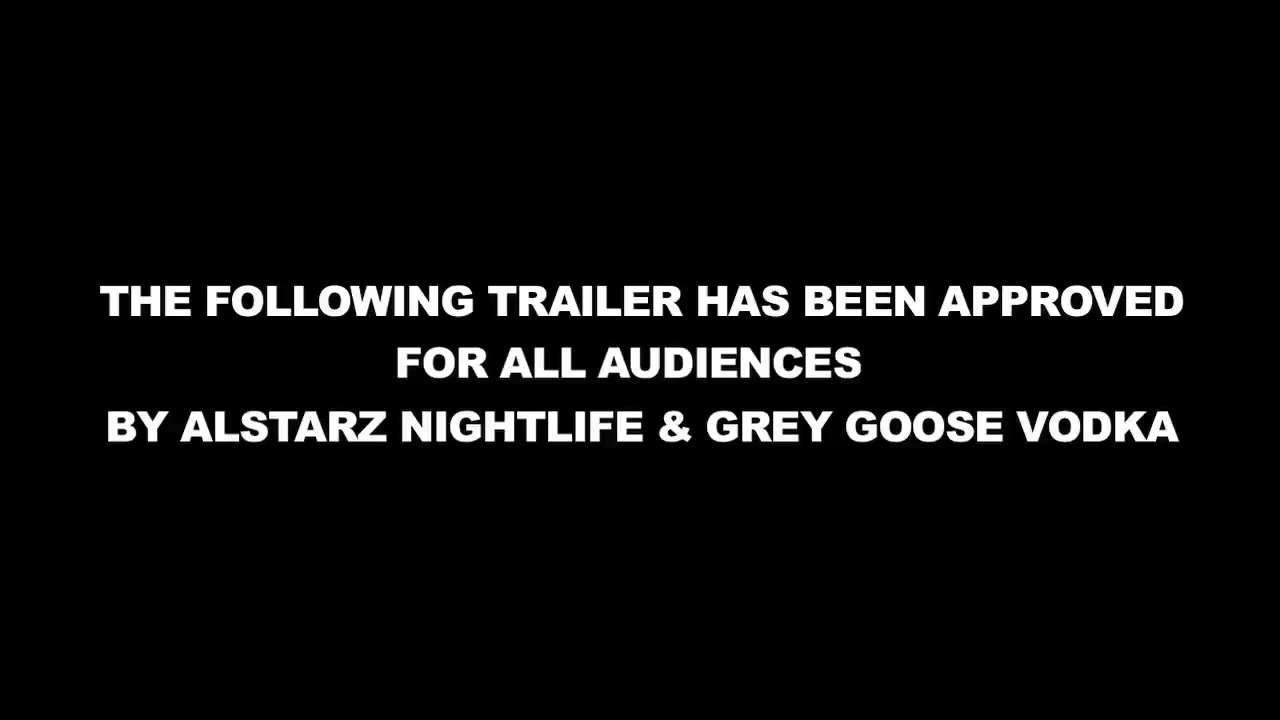 THE FOLLOWING TRAILER HAS BEEN APPROVED
FOR ALL AUDIENCES
BY ALSTARZ NIGHTLIFE & GREY GOOSE VODKA